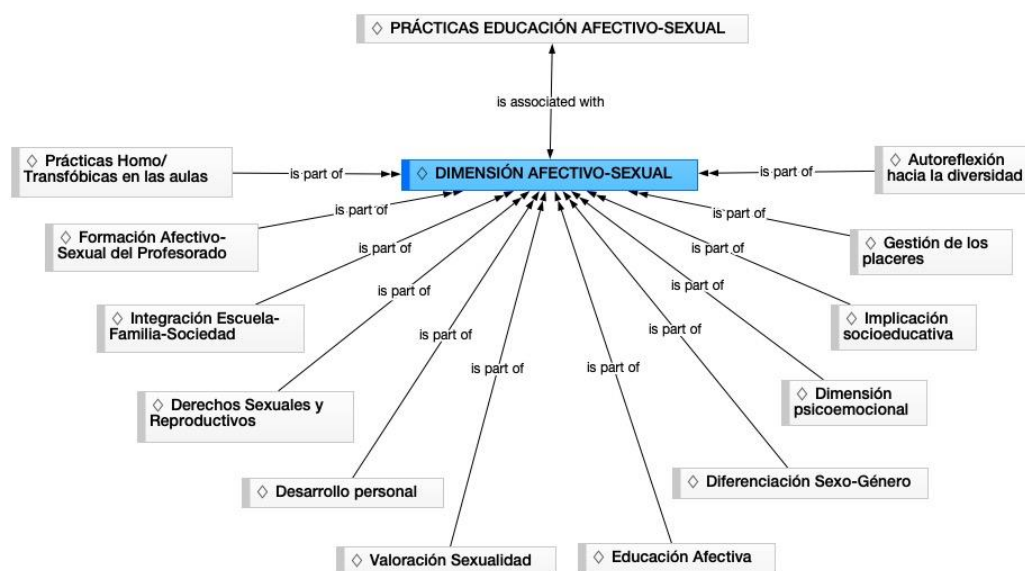 ◇ PRÁCTICAS EDUCACIÓN AFECTIVO-SEXUAL
is associated with
◇ Prácticas Homo/
Transfóbicas en las aulas
is part of
◇ DIMENSIÓN AFECTIVO-SEXUAL
is part of
◇ Autoreflexión
hacia la diversidad
◇ Formación Afectivo-
Sexual del Profesorado
is part of
is part of
◇ Gestión de los
placeres
◇ Integración Escuela-
Familia-Sociedad
is part of
is part of
◇ Implicación
socioeducativa
◇ Derechos Sexuales y
Reproductivos
is part of
is part of
◇ Dimensión
psicoemocional
◇ Desarrollo personal
is part of
is part of
◇ Diferenciación Sexo-Género
◇ Valoración Sexualidad
is part of
is part of
◇ Educación Afectiva